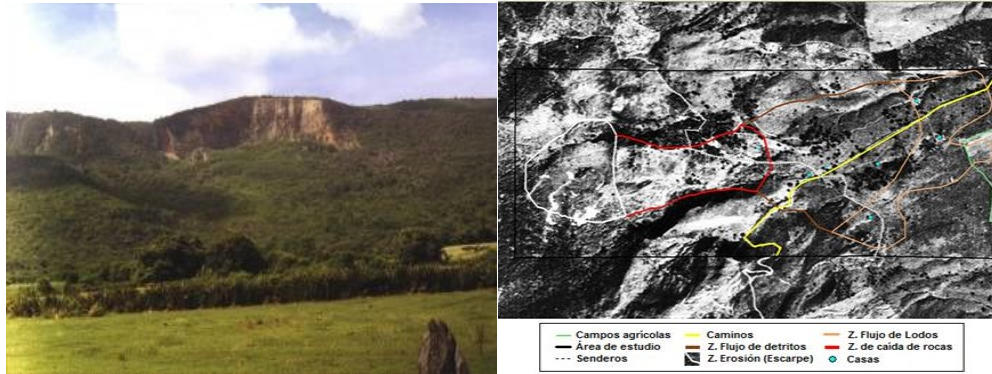 Campos agrícolas Caminos Z. Flujo de Lodos
Área de estudio Z. Flujo de detritos Z. de caída de rocas
Senderos Z. Erosión (Escarpe) Casas